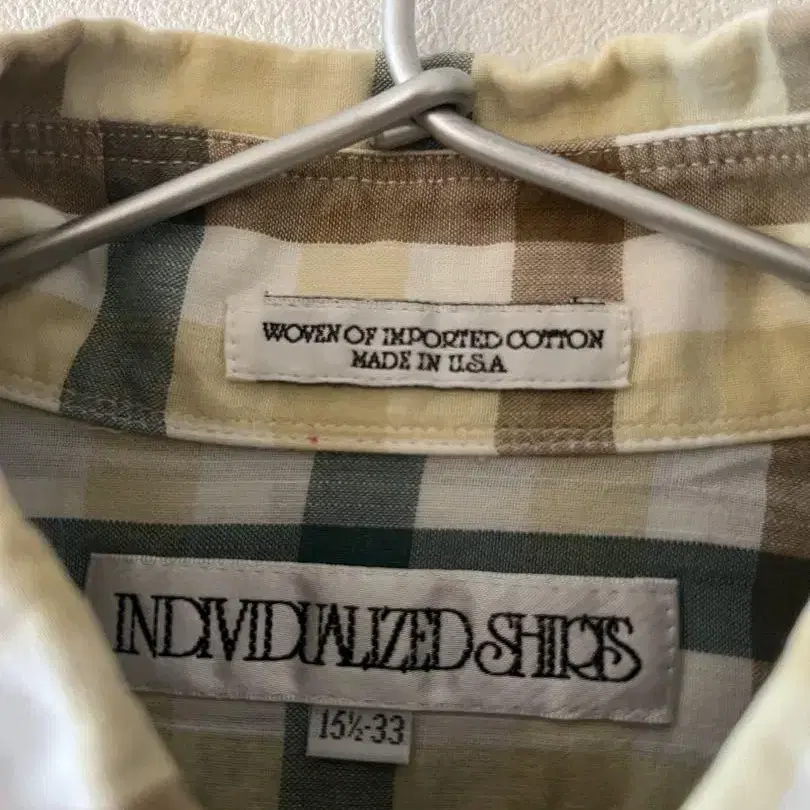 WOVEN OF IMPORTED COTTON
MADE IN U.S.A
INDIVIDUALIZED SHIRTS
15½-33